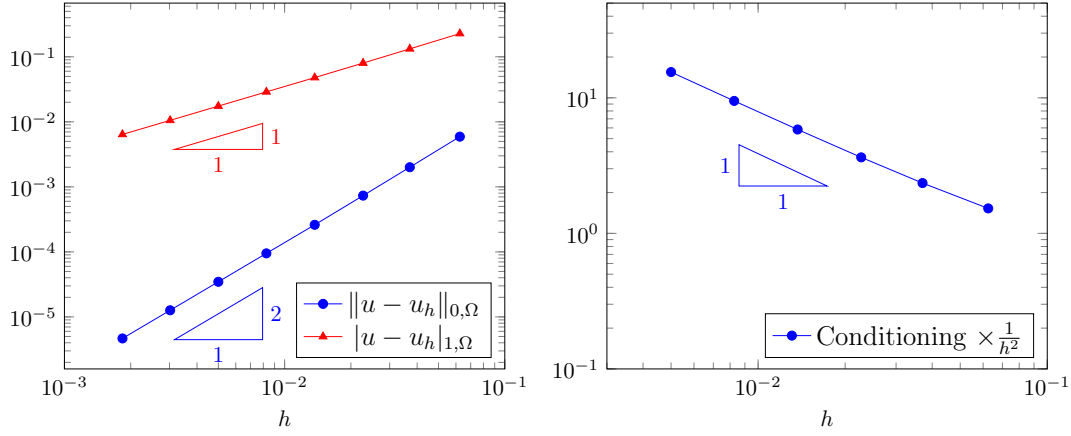 10^{-1}
10^{-2}
10^{-3}
10^{-4}
10^{-5}
1
1
2
1
‖u − u_h‖_{0,Ω}
|u − u_h|_{1,Ω}
10^{-3} 10^{-2} 10^{-1}
h
10^{1}
10^{0}
10^{-1}
1
1
Conditioning ×\frac{1}{h^2}
10^{-2} 10^{-1}
h